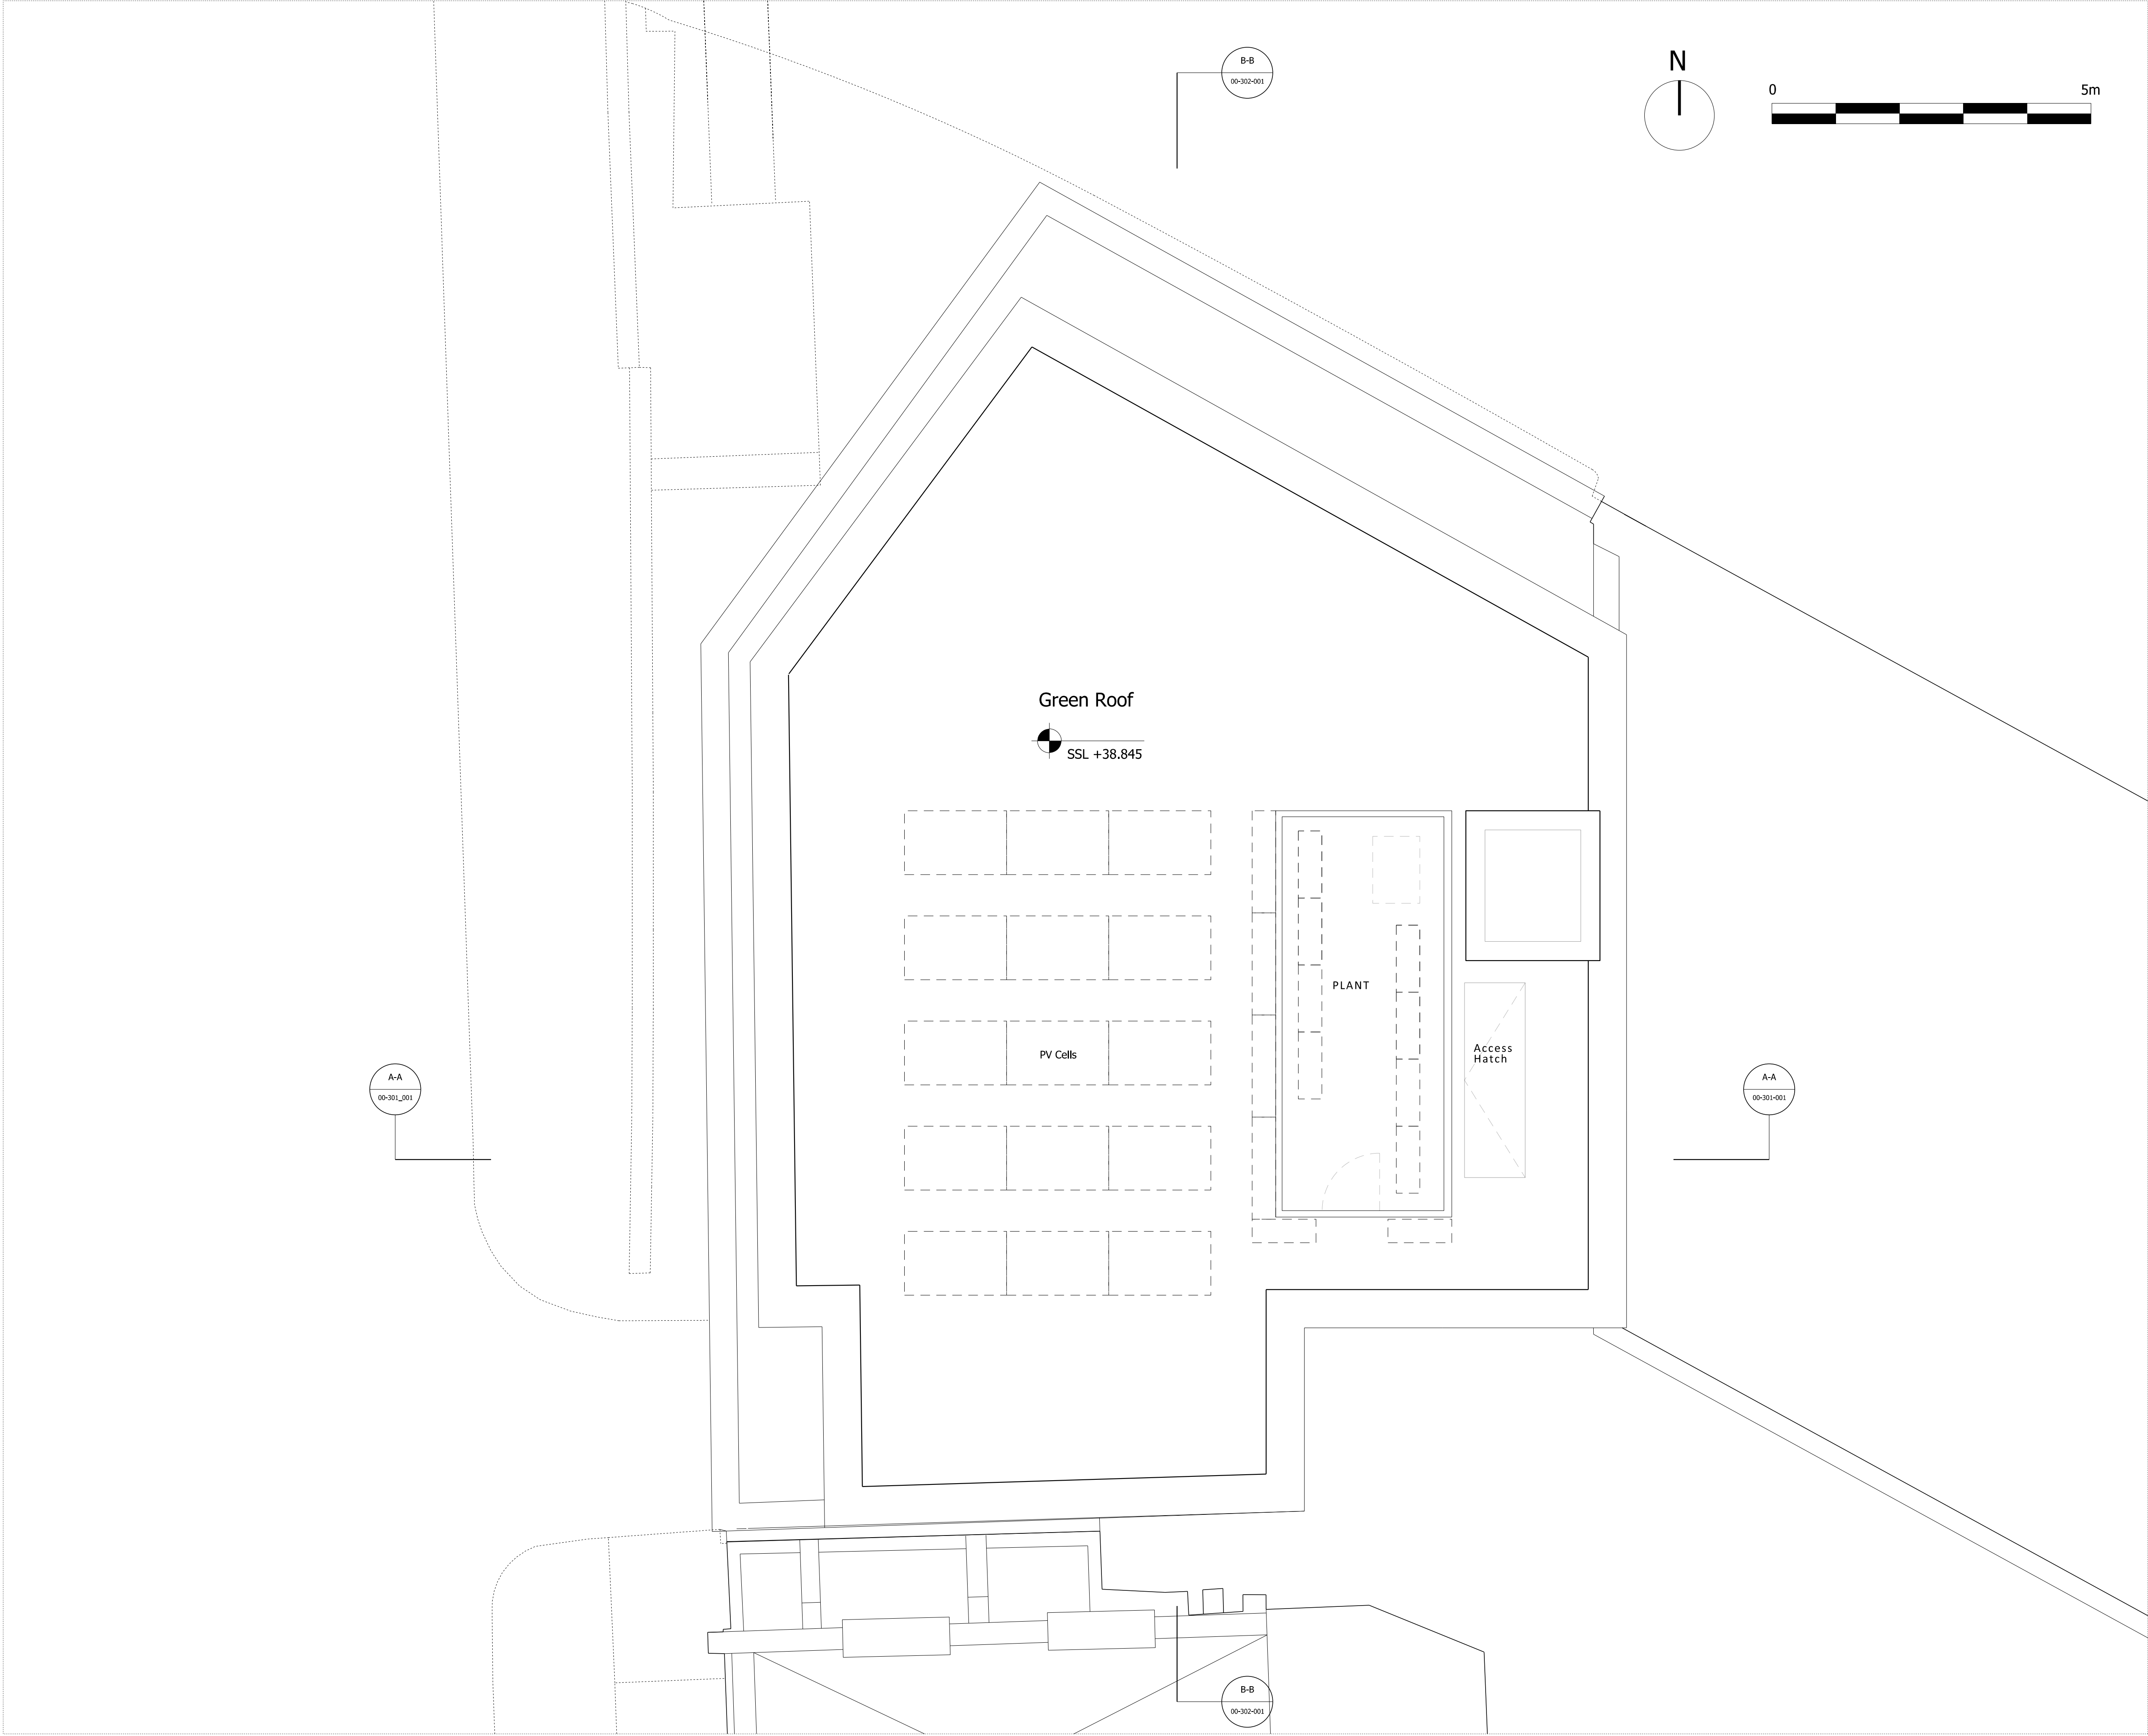 B-B
00-302-001
N
0
5m
Green Roof
SSL +38.845
PLANT
PV Cells
Access
Hatch
A-A
00-301_001
A-A
00-301-001
B-B
00-302-001